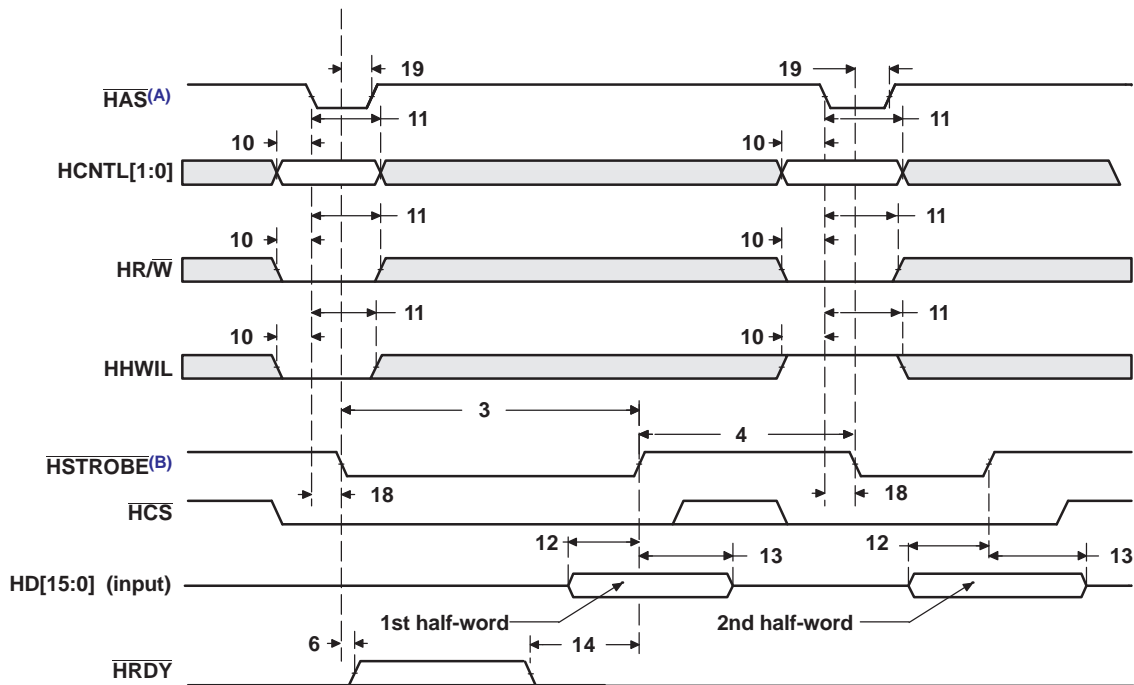 19 19
HAS(A)
11 11
10 10
HCNTL[1:0]
11 11
10 10
HR/W
11 11
10 10
HHWIL
3
4
HSTROBE(B)
18 18
HCS
12 13 12 13
HD[15:0] (input)
1st half-word 2nd half-word
6 14
HRDY